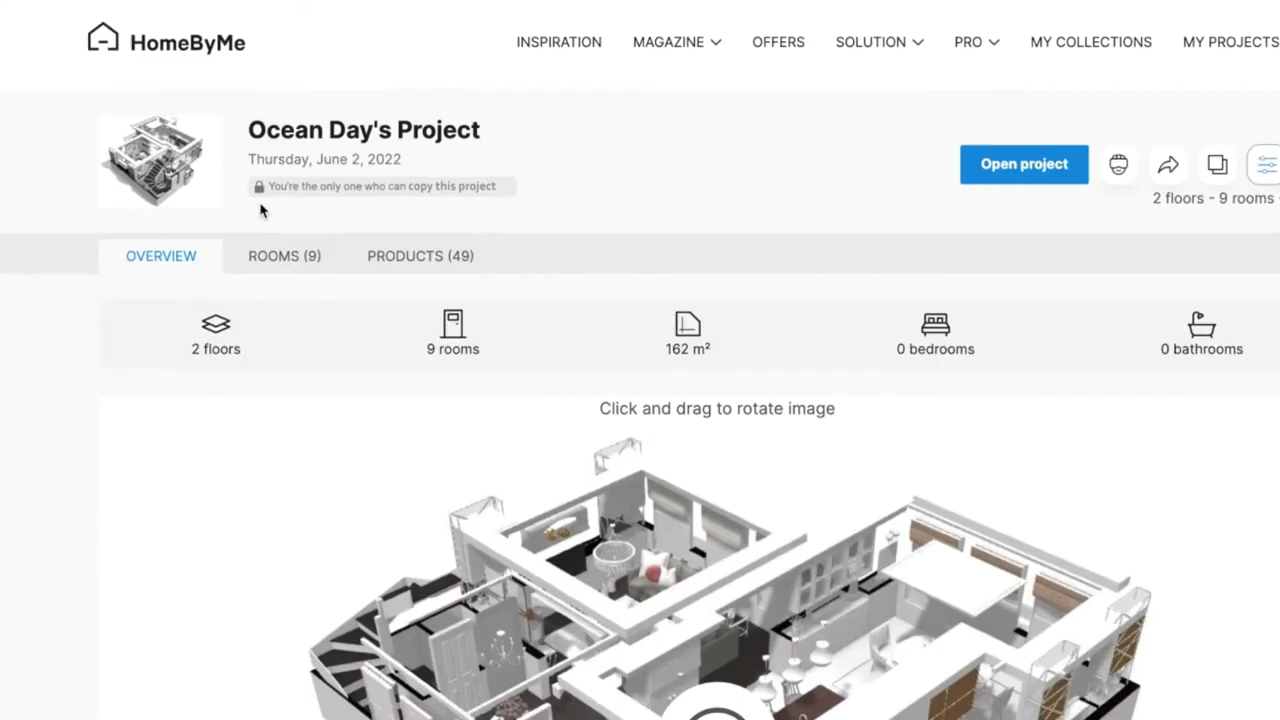 HomeByMe
INSPIRATION MAGAZINE OFFERS SOLUTION PRO MY COLLECTIONS MY PROJECTS
Ocean Day's Project
Thursday, June 2, 2022
You're the only one who can copy this project
Open project
2 floors - 9 rooms -
OVERVIEW ROOMS (9) PRODUCTS (49)
2 floors 9 rooms 162 m² 0 bedrooms 0 bathrooms
Click and drag to rotate image